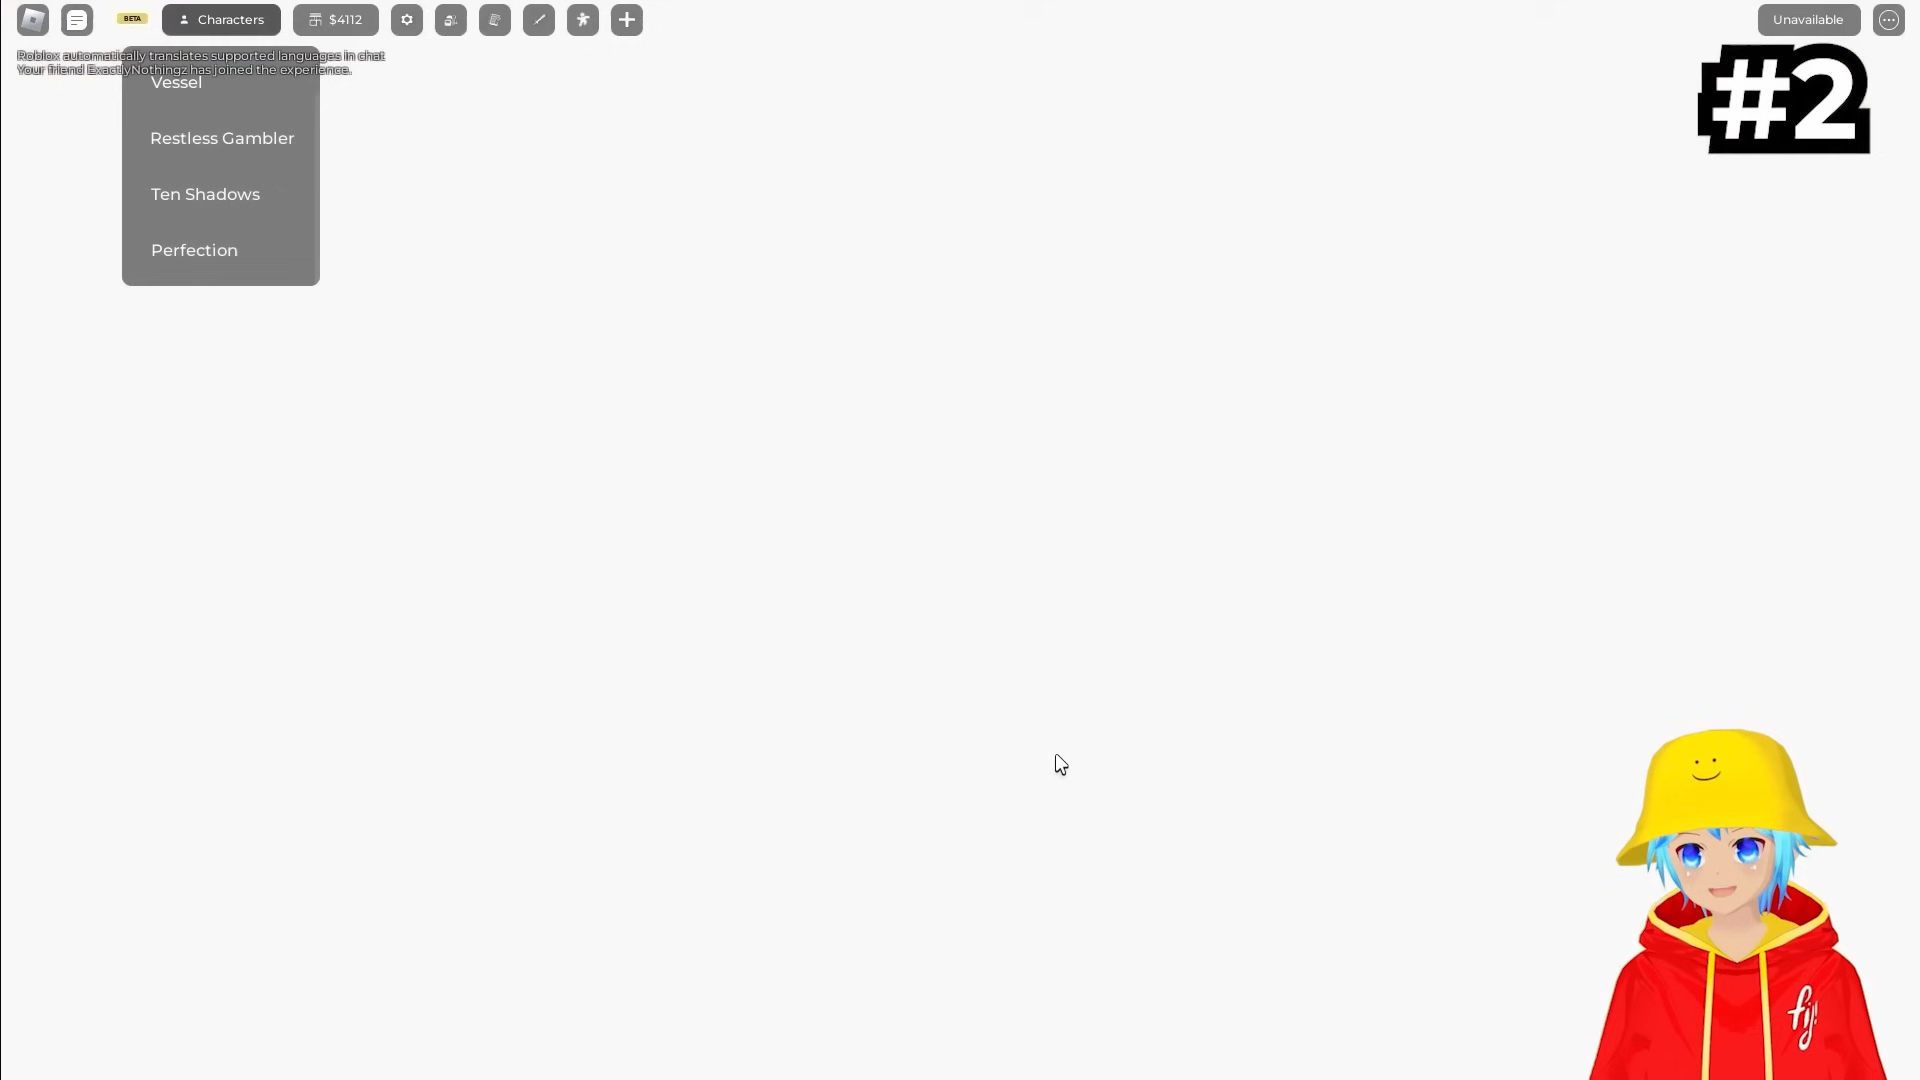 BETA
Characters
$4112
Unavailable
Roblox automatically translates supported languages in chat
Your friend ExactlyNothingz has joined the experience.
Vessel
Restless Gambler
Ten Shadows
Perfection
#2
fiji